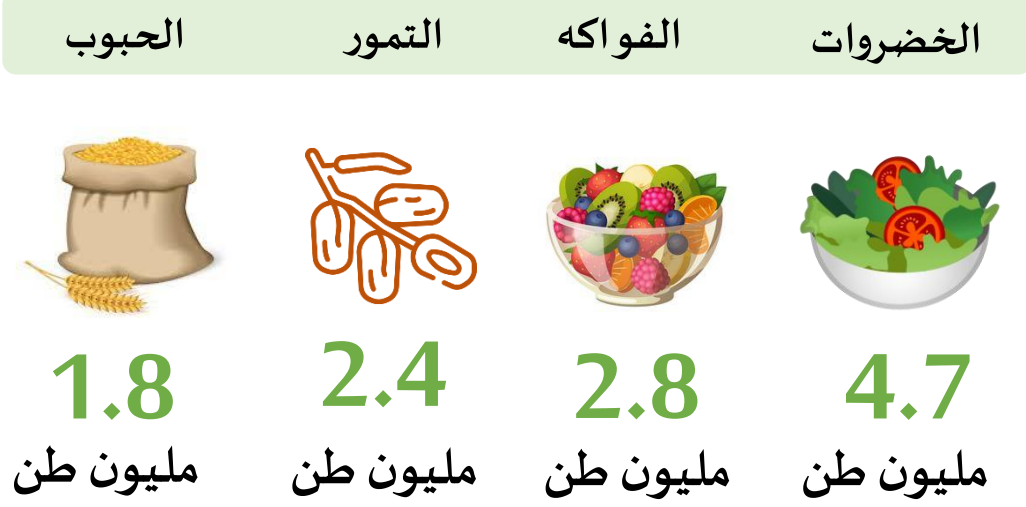 الخضروات
الفواكه
التمور
الحبوب
4.7
مليون طن
2.8
مليون طن
2.4
مليون طن
1.8
مليون طن